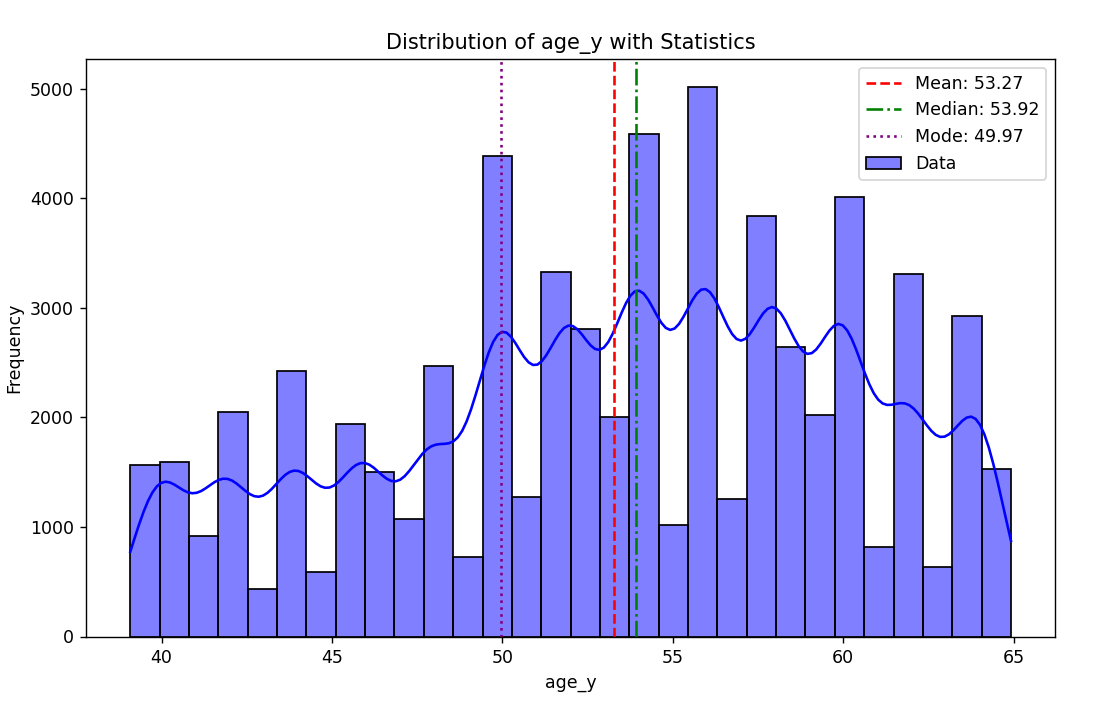 Distribution of age_y with Statistics
Mean: 53.27
Median: 53.92
Mode: 49.97
Data
Frequency
5000
4000
3000
2000
1000
0
40 45 50 55 60 65
age_y